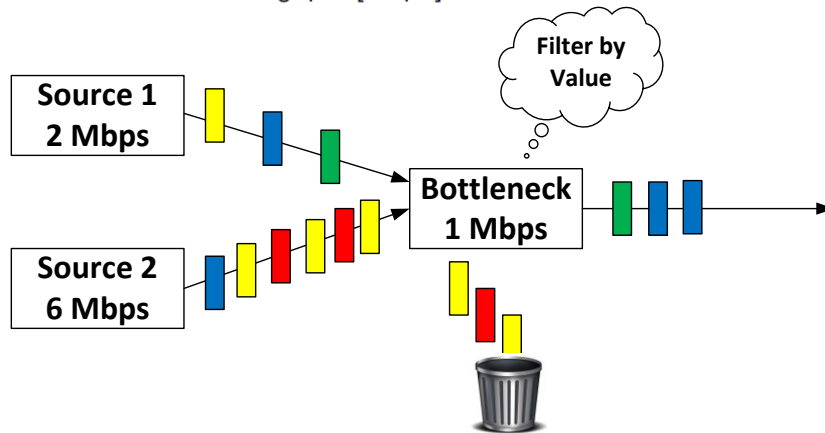 Filter by
Value
Source 1
2 Mbps
Bottleneck
1 Mbps
Source 2
6 Mbps